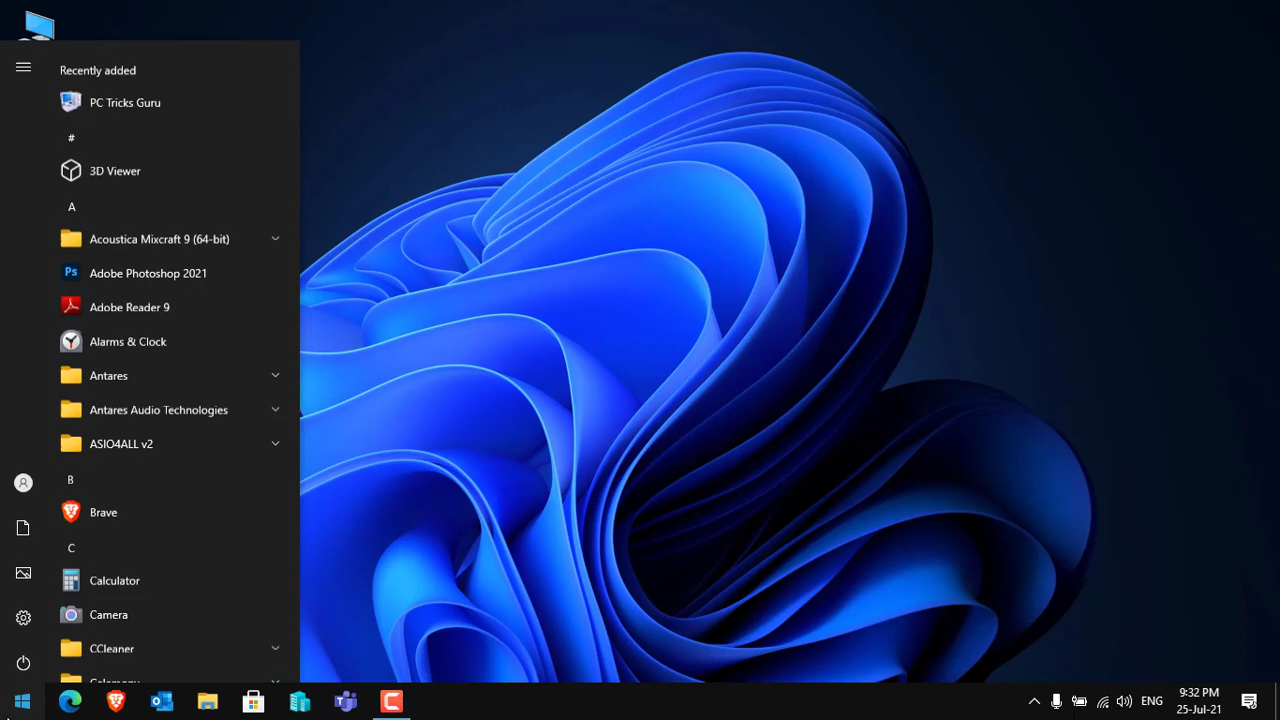 Recently added
PC Tricks Guru
#
3D Viewer
A
Acoustica Mixcraft 9 (64-bit)
Ps
Adobe Photoshop 2021
Adobe Reader 9
Alarms & Clock
Antares
Antares Audio Technologies
ASIO4ALL v2
B
Brave
C
Calculator
Camera
CCleaner
ENG
9:32 PM
25-Jul-21